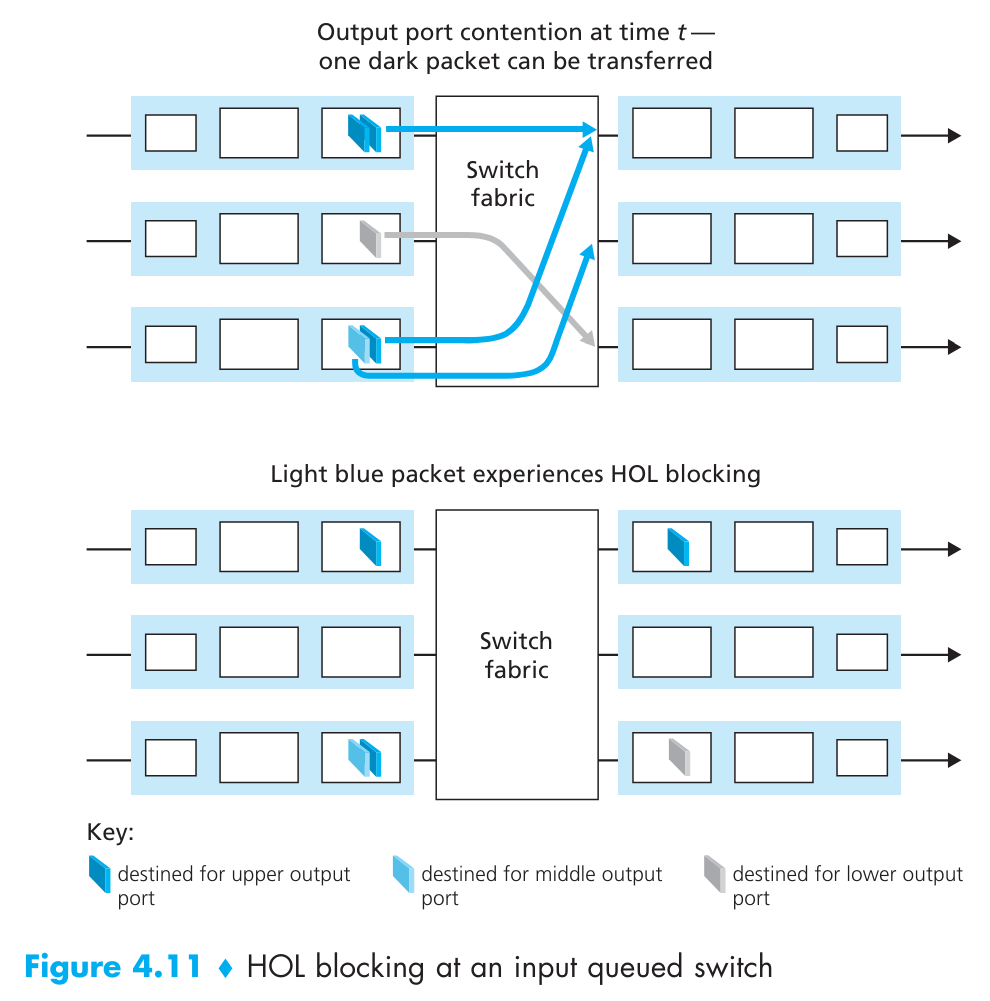 Output port contention at time t —
one dark packet can be transferred
Switch
fabric
Light blue packet experiences HOL blocking
Switch
fabric
Key:
destined for upper output
port
destined for middle output
port
destined for lower output
port
Figure 4.11 ♦ HOL blocking at an input queued switch